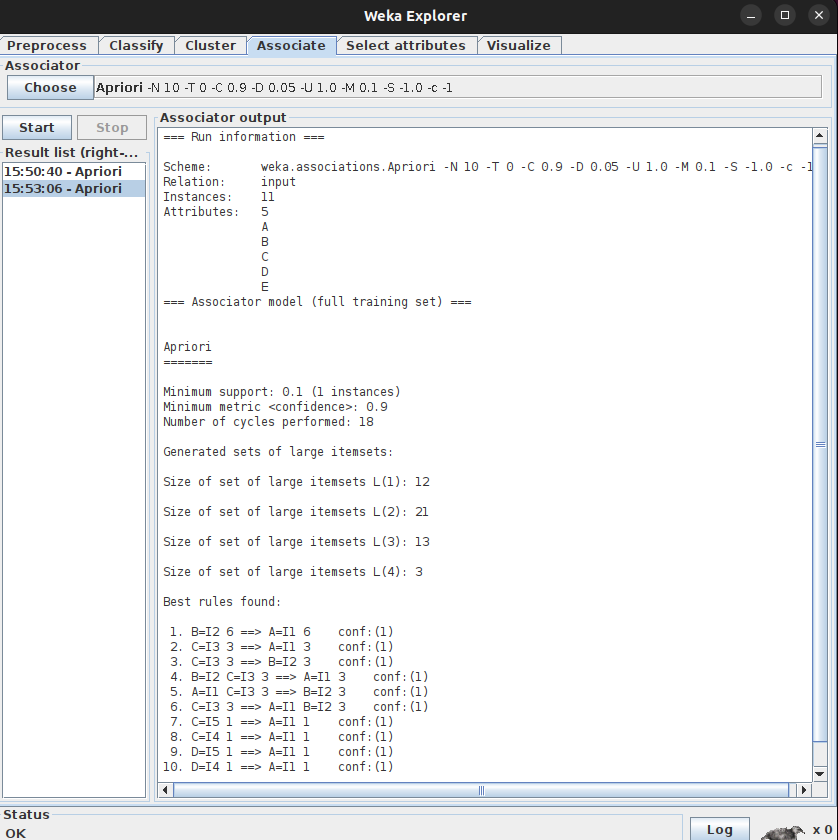 Weka Explorer
Preprocess Classify Cluster Associate Select attributes Visualize
Associator
Choose Apriori -N 10 -T 0 -C 0.9 -D 0.05 -U 1.0 -M 0.1 -S -1.0 -c -1
Start Stop
Result list (right-...
15:50:40 - Apriori
15:53:06 - Apriori
Associator output
=== Run information ===
Scheme: weka.associations.Apriori -N 10 -T 0 -C 0.9 -D 0.05 -U 1.0 -M 0.1 -S -1.0 -c -1
Relation: input
Instances: 11
Attributes: 5
A
B
C
D
E
=== Associator model (full training set) ===
Apriori
=======
Minimum support: 0.1 (1 instances)
Minimum metric <confidence>: 0.9
Number of cycles performed: 18
Generated sets of large itemsets:
Size of set of large itemsets L(1): 12
Size of set of large itemsets L(2): 21
Size of set of large itemsets L(3): 13
Size of set of large itemsets L(4): 3
Best rules found:
1. B=I2 6 ==> A=I1 6 conf:(1)
2. C=I3 3 ==> A=I1 3 conf:(1)
3. C=I3 3 ==> B=I2 3 conf:(1)
4. B=I2 C=I3 3 ==> A=I1 3 conf:(1)
5. A=I1 C=I3 3 ==> B=I2 3 conf:(1)
6. C=I3 3 ==> A=I1 B=I2 3 conf:(1)
7. C=I5 1 ==> A=I1 1 conf:(1)
8. C=I4 1 ==> A=I1 1 conf:(1)
9. D=I5 1 ==> A=I1 1 conf:(1)
10. D=I4 1 ==> A=I1 1 conf:(1)
Status
OK
Log x 0